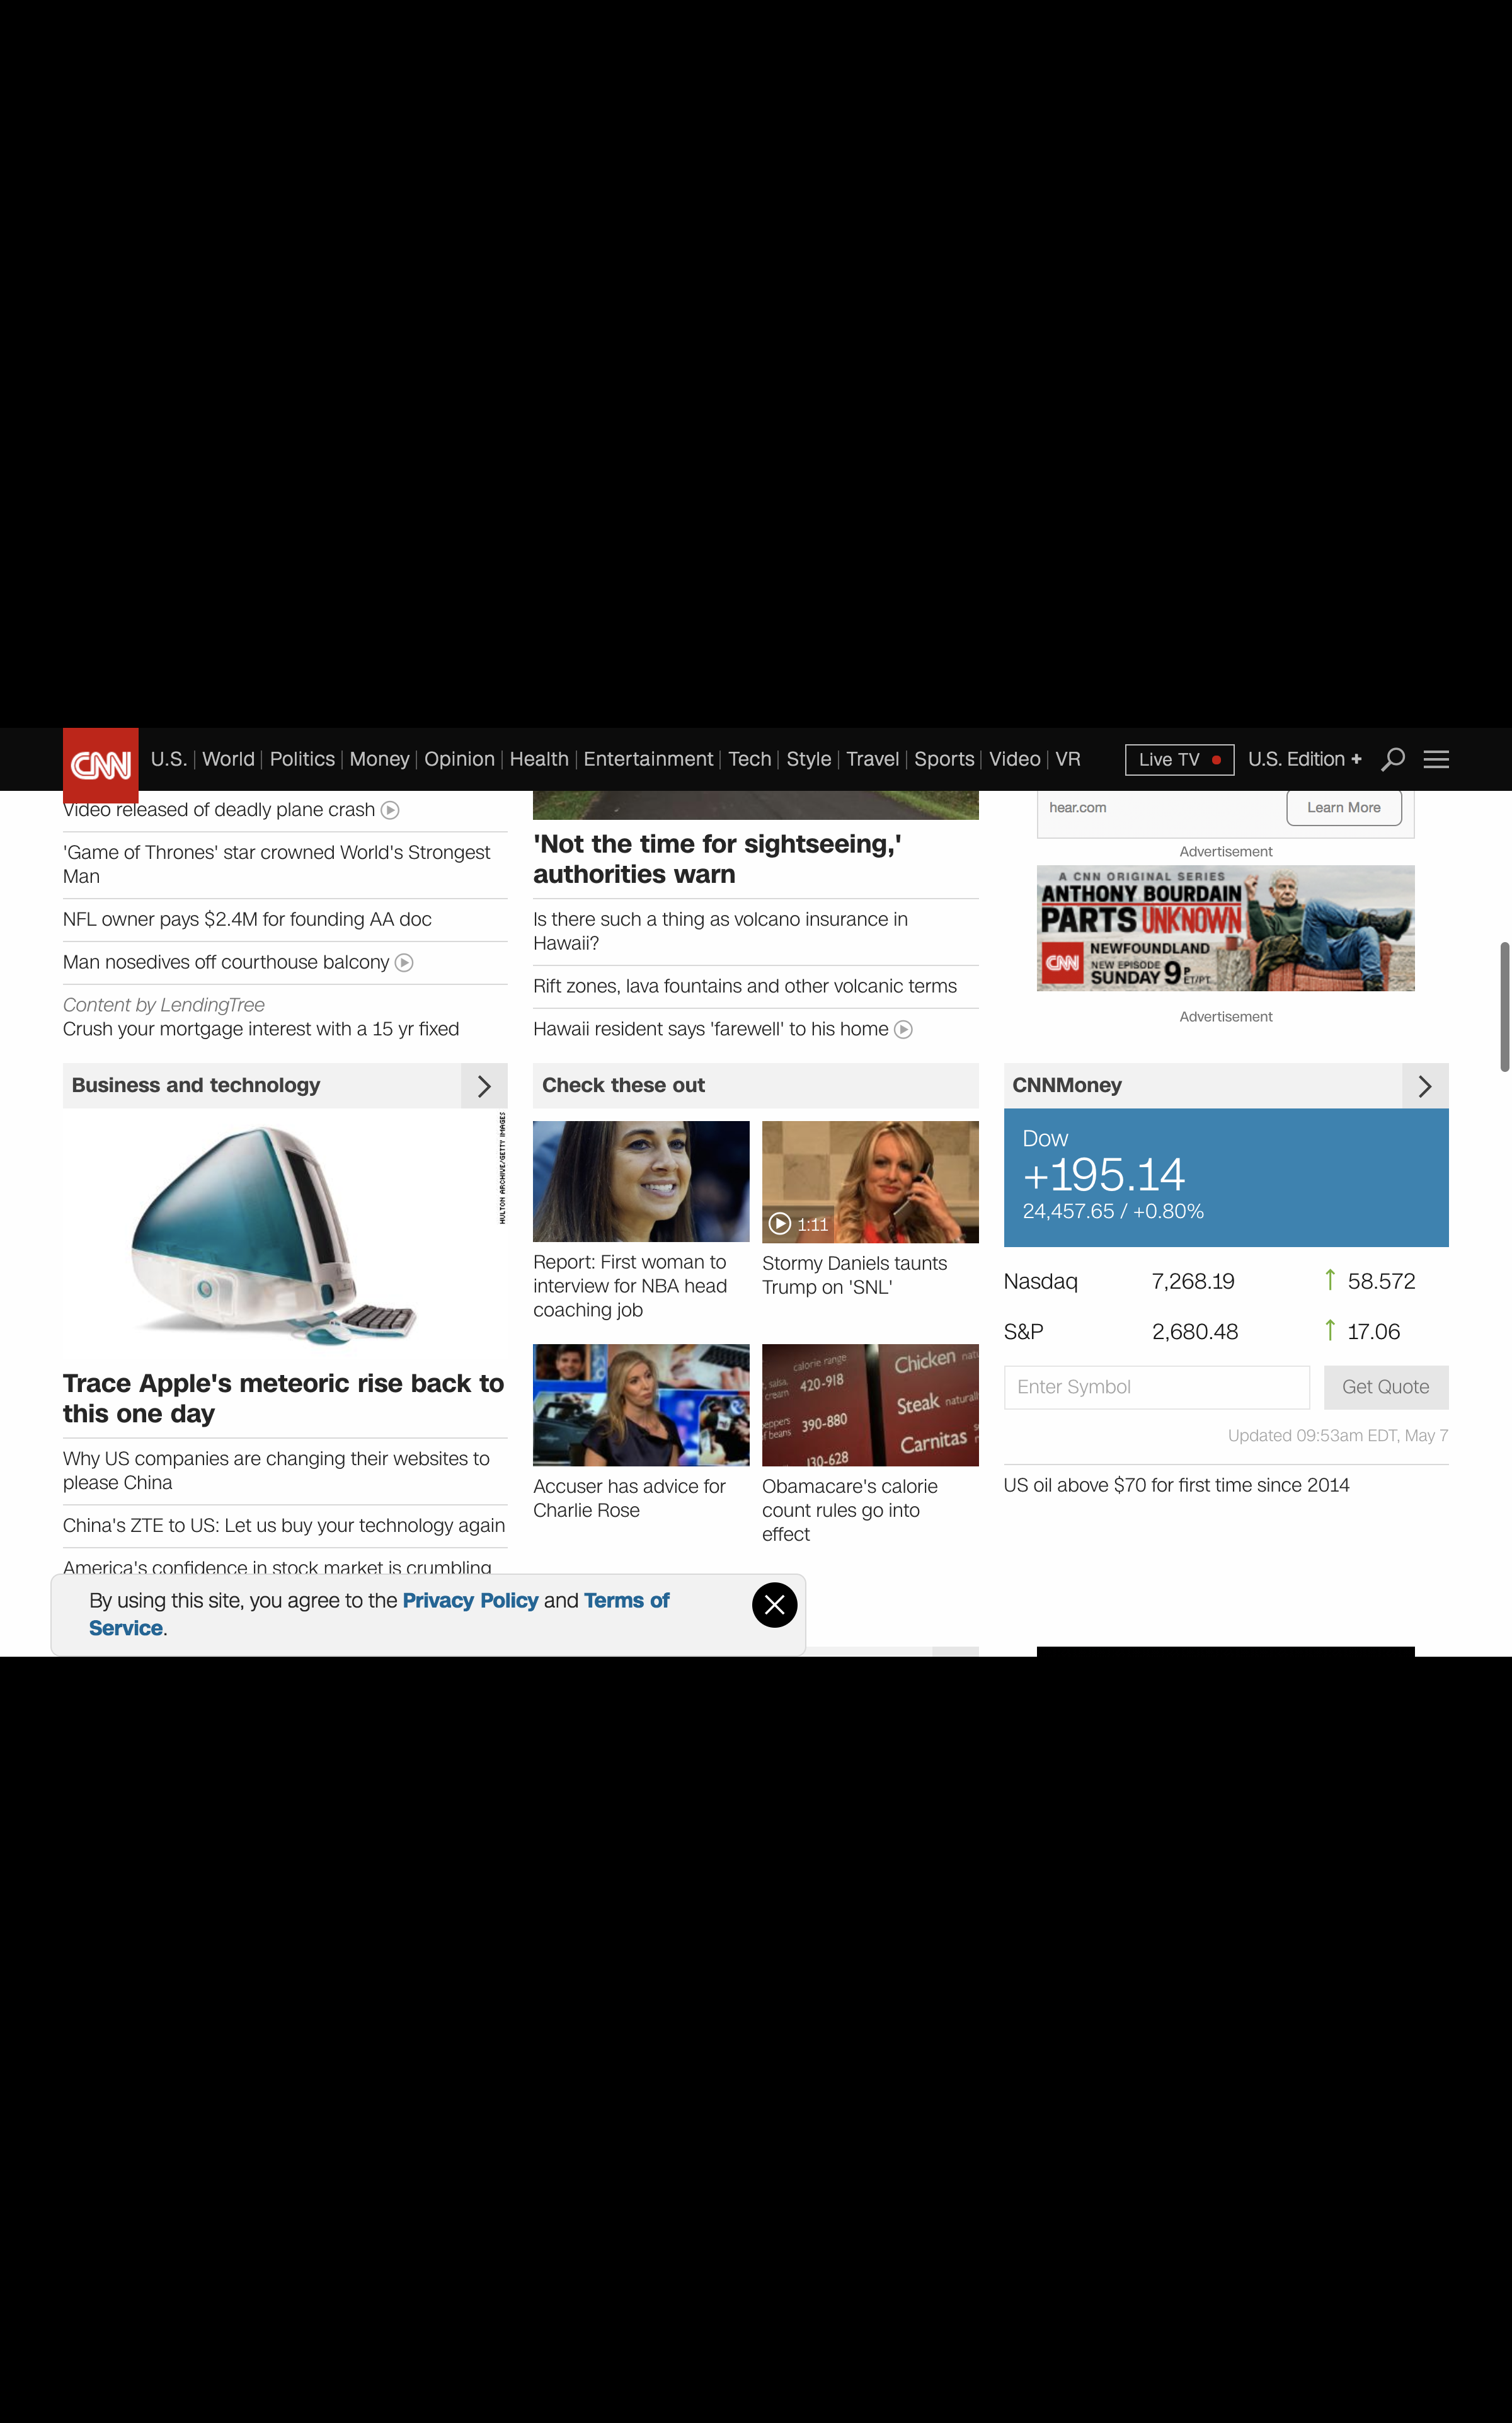 CNN
U.S. World Politics Money Opinion Health Entertainment Tech Style Travel Sports Video VR
Live TV
U.S. Edition +
Video released of deadly plane crash
'Game of Thrones' star crowned World's Strongest
Man
NFL owner pays $2.4M for founding AA doc
Man nosedives off courthouse balcony
Content by LendingTree
Crush your mortgage interest with a 15 yr fixed
'Not the time for sightseeing,'
authorities warn
Is there such a thing as volcano insurance in
Hawaii?
Rift zones, lava fountains and other volcanic terms
Hawaii resident says 'farewell' to his home
hear.com
Learn More
Advertisement
A CNN ORIGINAL SERIES
ANTHONY BOURDAIN
PARTS UNKNOWN
CNN
NEWFOUNDLAND
NEW EPISODE
SUNDAY 9P ET/PT
Advertisement
Business and technology
HULTON ARCHIVE/GETTY IMAGES
Trace Apple's meteoric rise back to
this one day
Why US companies are changing their websites to
please China
China's ZTE to US: Let us buy your technology again
America's confidence in stock market is crumbling
Check these out
Report: First woman to
interview for NBA head
coaching job
1:11
Stormy Daniels taunts
Trump on 'SNL'
Accuser has advice for
Charlie Rose
calorie range
salsa,
cream
420-918
390-880
of beans
130-628
Chicken
Steak
Carnitas
Obamacare's calorie
count rules go into
effect
CNNMoney
Dow
+195.14
24,457.65 / +0.80%
Nasdaq 7,268.19 ↑ 58.572
S&P 2,680.48 ↑ 17.06
Enter Symbol
Get Quote
Updated 09:53am EDT, May 7
US oil above $70 for first time since 2014
By using this site, you agree to the Privacy Policy and Terms of
Service.